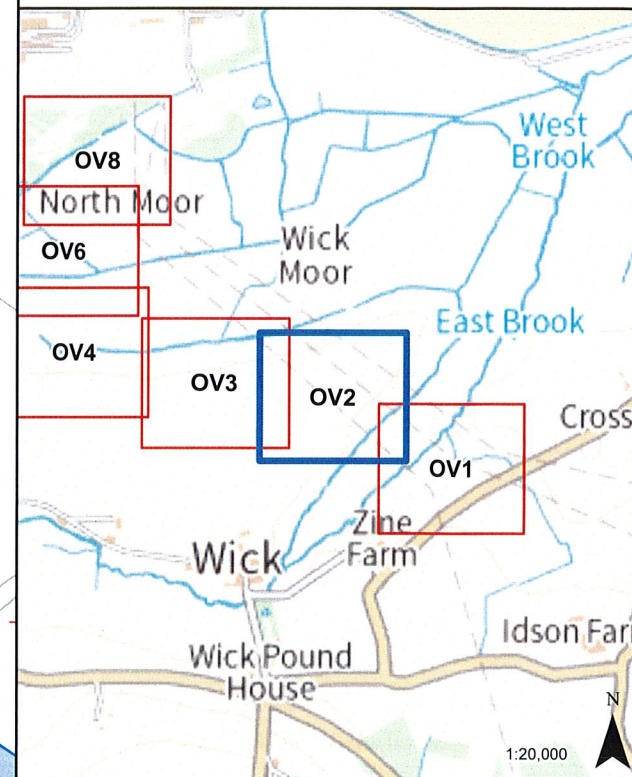 West
Brook
OV8
North Moor
Wick
Moor
OV6
East Brook
OV4
OV3
OV2
Cross
OV1
Zine
Farm
Wick
Idson Far
Wick Pound
House
N
1:20,000